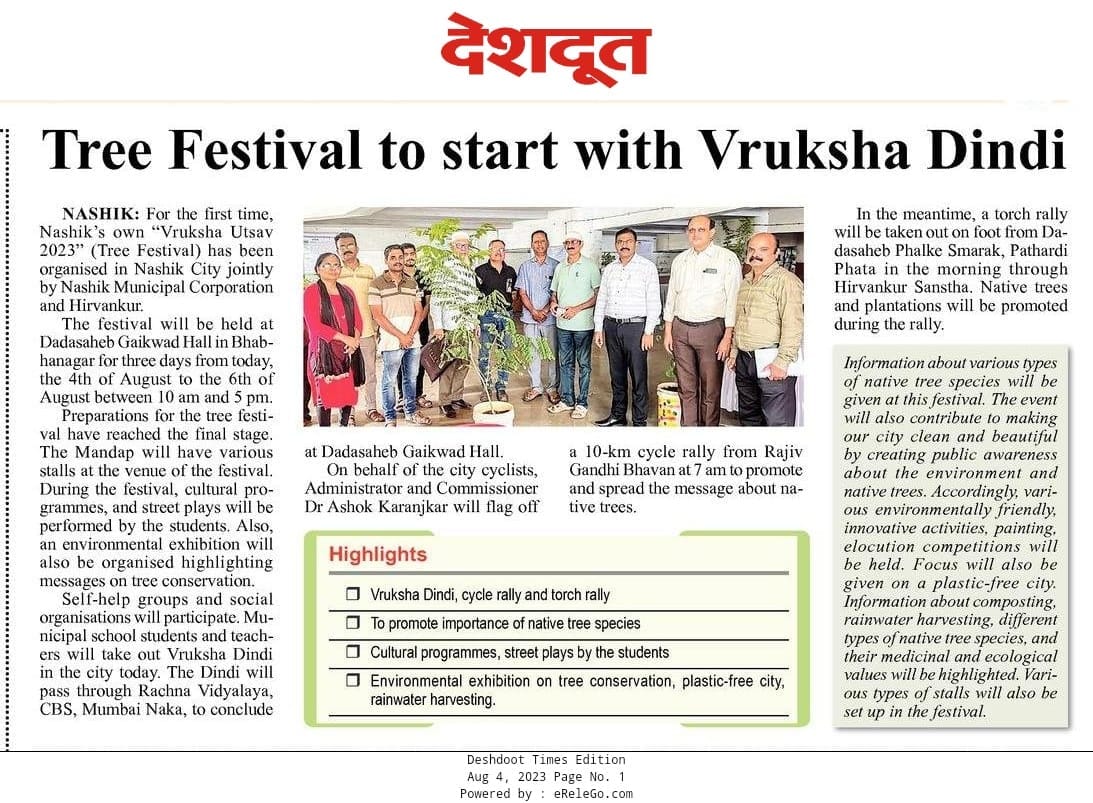 देशदूत
Tree Festival to start with Vruksha Dindi
NASHIK: For the first time,
Nashik's own "Vruksha Utsav
2023" (Tree Festival) has been
organised in Nashik City jointly
by Nashik Municipal Corporation
and Hirvankur.
The festival will be held at
Dadasaheb Gaikwad Hall in Bhab-
hanagar for three days from today,
the 4th of August to the 6th of
August between 10 am and 5 pm.
Preparations for the tree festi-
val have reached the final stage.
The Mandap will have various
stalls at the venue of the festival.
During the festival, cultural pro-
grammes, and street plays will be
performed by the students. Also,
an environmental exhibition will
also be organised highlighting
messages on tree conservation.
Self-help groups and social
organisations will participate. Mu-
nicipal school students and teach-
ers will take out Vruksha Dindi
in the city today. The Dindi will
pass through Rachna Vidyalaya,
CBS, Mumbai Naka, to conclude
at Dadasaheb Gaikwad Hall.
On behalf of the city cyclists,
Administrator and Commissioner
Dr Ashok Karanjkar will flag off
a 10-km cycle rally from Rajiv
Gandhi Bhavan at 7 am to promote
and spread the message about na-
tive trees.
Highlights
❐ Vruksha Dindi, cycle rally and torch rally
❐ To promote importance of native tree species
❐ Cultural programmes, street plays by the students
❐ Environmental exhibition on tree conservation, plastic-free city,
rainwater harvesting.
In the meantime, a torch rally
will be taken out on foot from Da-
dasaheb Phalke Smarak, Pathardi
Phata in the morning through
Hirvankur Sanstha. Native trees
and plantations will be promoted
during the rally.
Information about various types
of native tree species will be
given at this festival. The event
will also contribute to making
our city clean and beautiful
by creating public awareness
about the environment and
native trees. Accordingly, vari-
ous environmentally friendly,
innovative activities, painting,
elocution competitions will
be held. Focus will also be
given on a plastic-free city.
Information about composting,
rainwater harvesting, different
types of native tree species, and
their medicinal and ecological
values will be highlighted. Vari-
ous types of stalls will also be
set up in the festival.
Deshdoot Times Edition
Aug 4, 2023 Page No. 1
Powered by : eReleGo.com